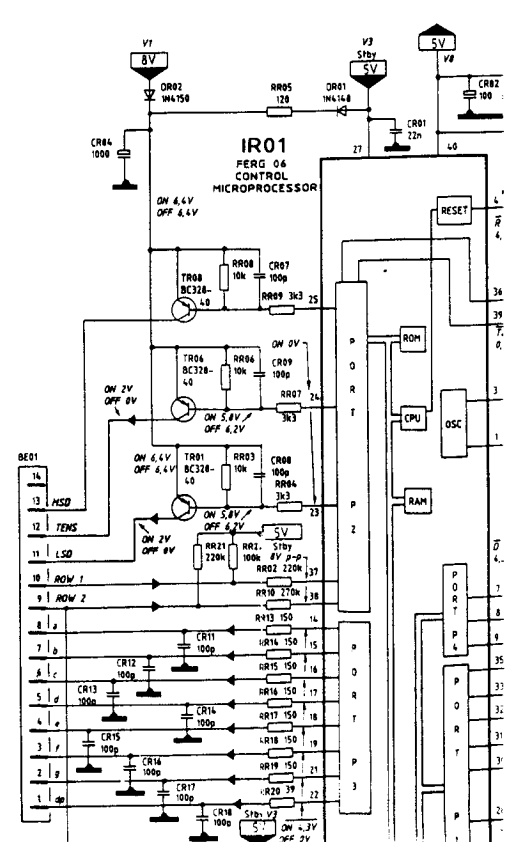 V1
8V
V3
Stby
5V
5V
V8
DR02
1N4150
RR05
120
DR01
1N4148
CR82
100
CR84
1000
CR01
22n
27
40
IR01
FERG 06
CONTROL
MICROPROCESSOR
ON 6,4V
OFF 6,4V
RESET
4
R
4,
TR08
BC328-
40
RR08
10k
CR07
100p
RR09 3k3
25
36
39
T.
0,
ON 0V
ROM
P
O
R
T
P
2
TR06
BC328-
40
RR06
10k
CR09
100p
RR07
3k3
24
ON 2V
OFF 0V
ON 5,8V
OFF 6,2V
CPU
OSC
3
1
ON 6,4V
OFF 6,4V
TR01
BC328-
40
RR03
10k
CR08
100p
RR04
3k3
23
RAM
BE01
14
13 MSD
12 TENS
11 LSD
10 ROW 1
9 ROW 2
8 a
7 b
6 c
5 d
4 e
3 f
2 g
1 dp
ON 5,8V
OFF 6,2V
ON 2V
OFF 0V
5V
Stby
8V p-p
RR21
220k
100k
RR02 220k
37
RR10 270k
38
RR13 150
14
RR14 150
15
RR15 150
16
RR16 150
17
RR17 150
18
RR18 150
19
RR19 150
21
RR20 39
22
CR11
100p
CR12
100p
CR13
100p
CR14
100p
CR15
100p
CR16
100p
CR17
100p
CR18
100p
P
O
R
T
P
3
D
4,
P
O
R
T
P4
7
8
9
P
O
R
T
P
35
33
32
31
Stby V3
5
ON 4,3V
OFF 2V